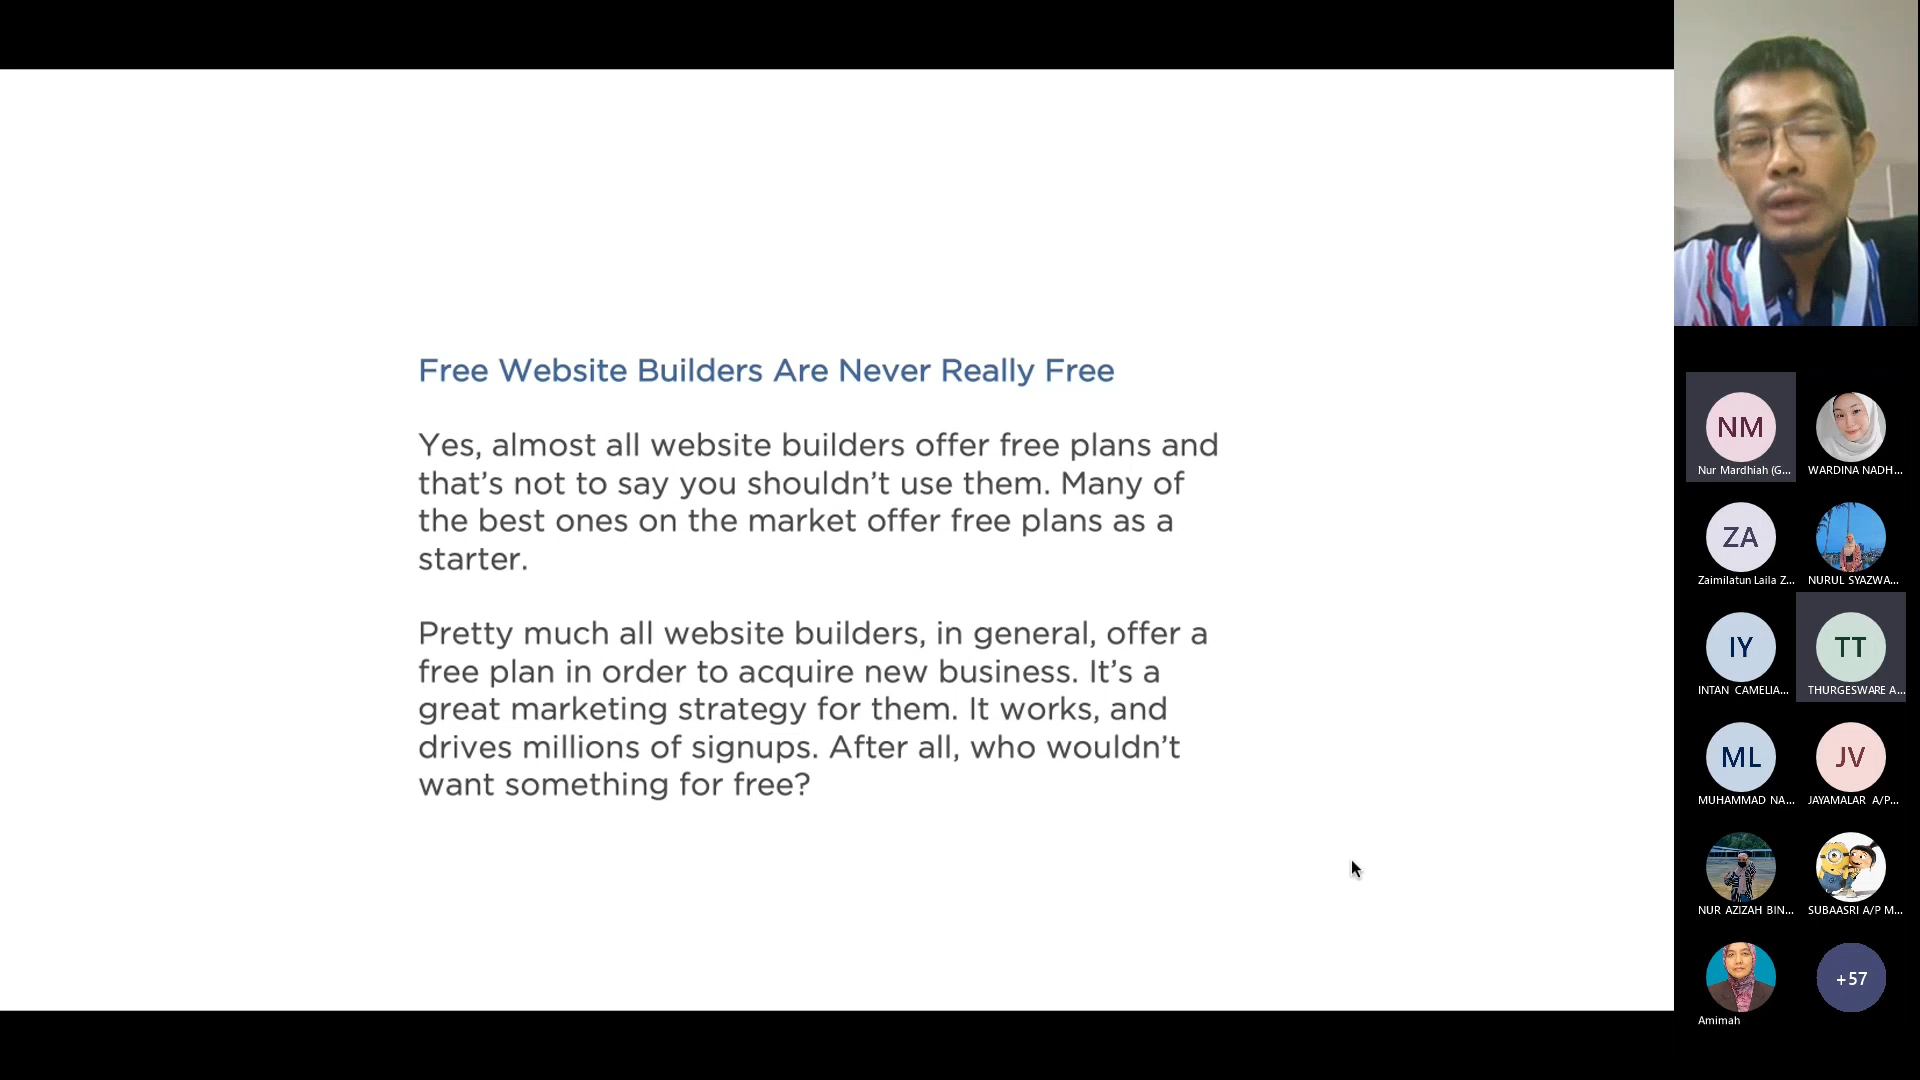 Free Website Builders Are Never Really Free
Yes, almost all website builders offer free plans and
that’s not to say you shouldn’t use them. Many of
the best ones on the market offer free plans as a
starter.
Pretty much all website builders, in general, offer a
free plan in order to acquire new business. It’s a
great marketing strategy for them. It works, and
drives millions of signups. After all, who wouldn’t
want something for free?
NM
Nur Mardhiah (G...
WARDINA NADH...
ZA
Zaimilatun Laila Z...
NURUL SYAZWA...
IY
INTAN CAMELIA...
TT
THURGESWARE A...
ML
MUHAMMAD NA...
JV
JAYAMALAR A/P...
NUR AZIZAH BIN...
SUBAASRI A/P M...
Amimah
+57